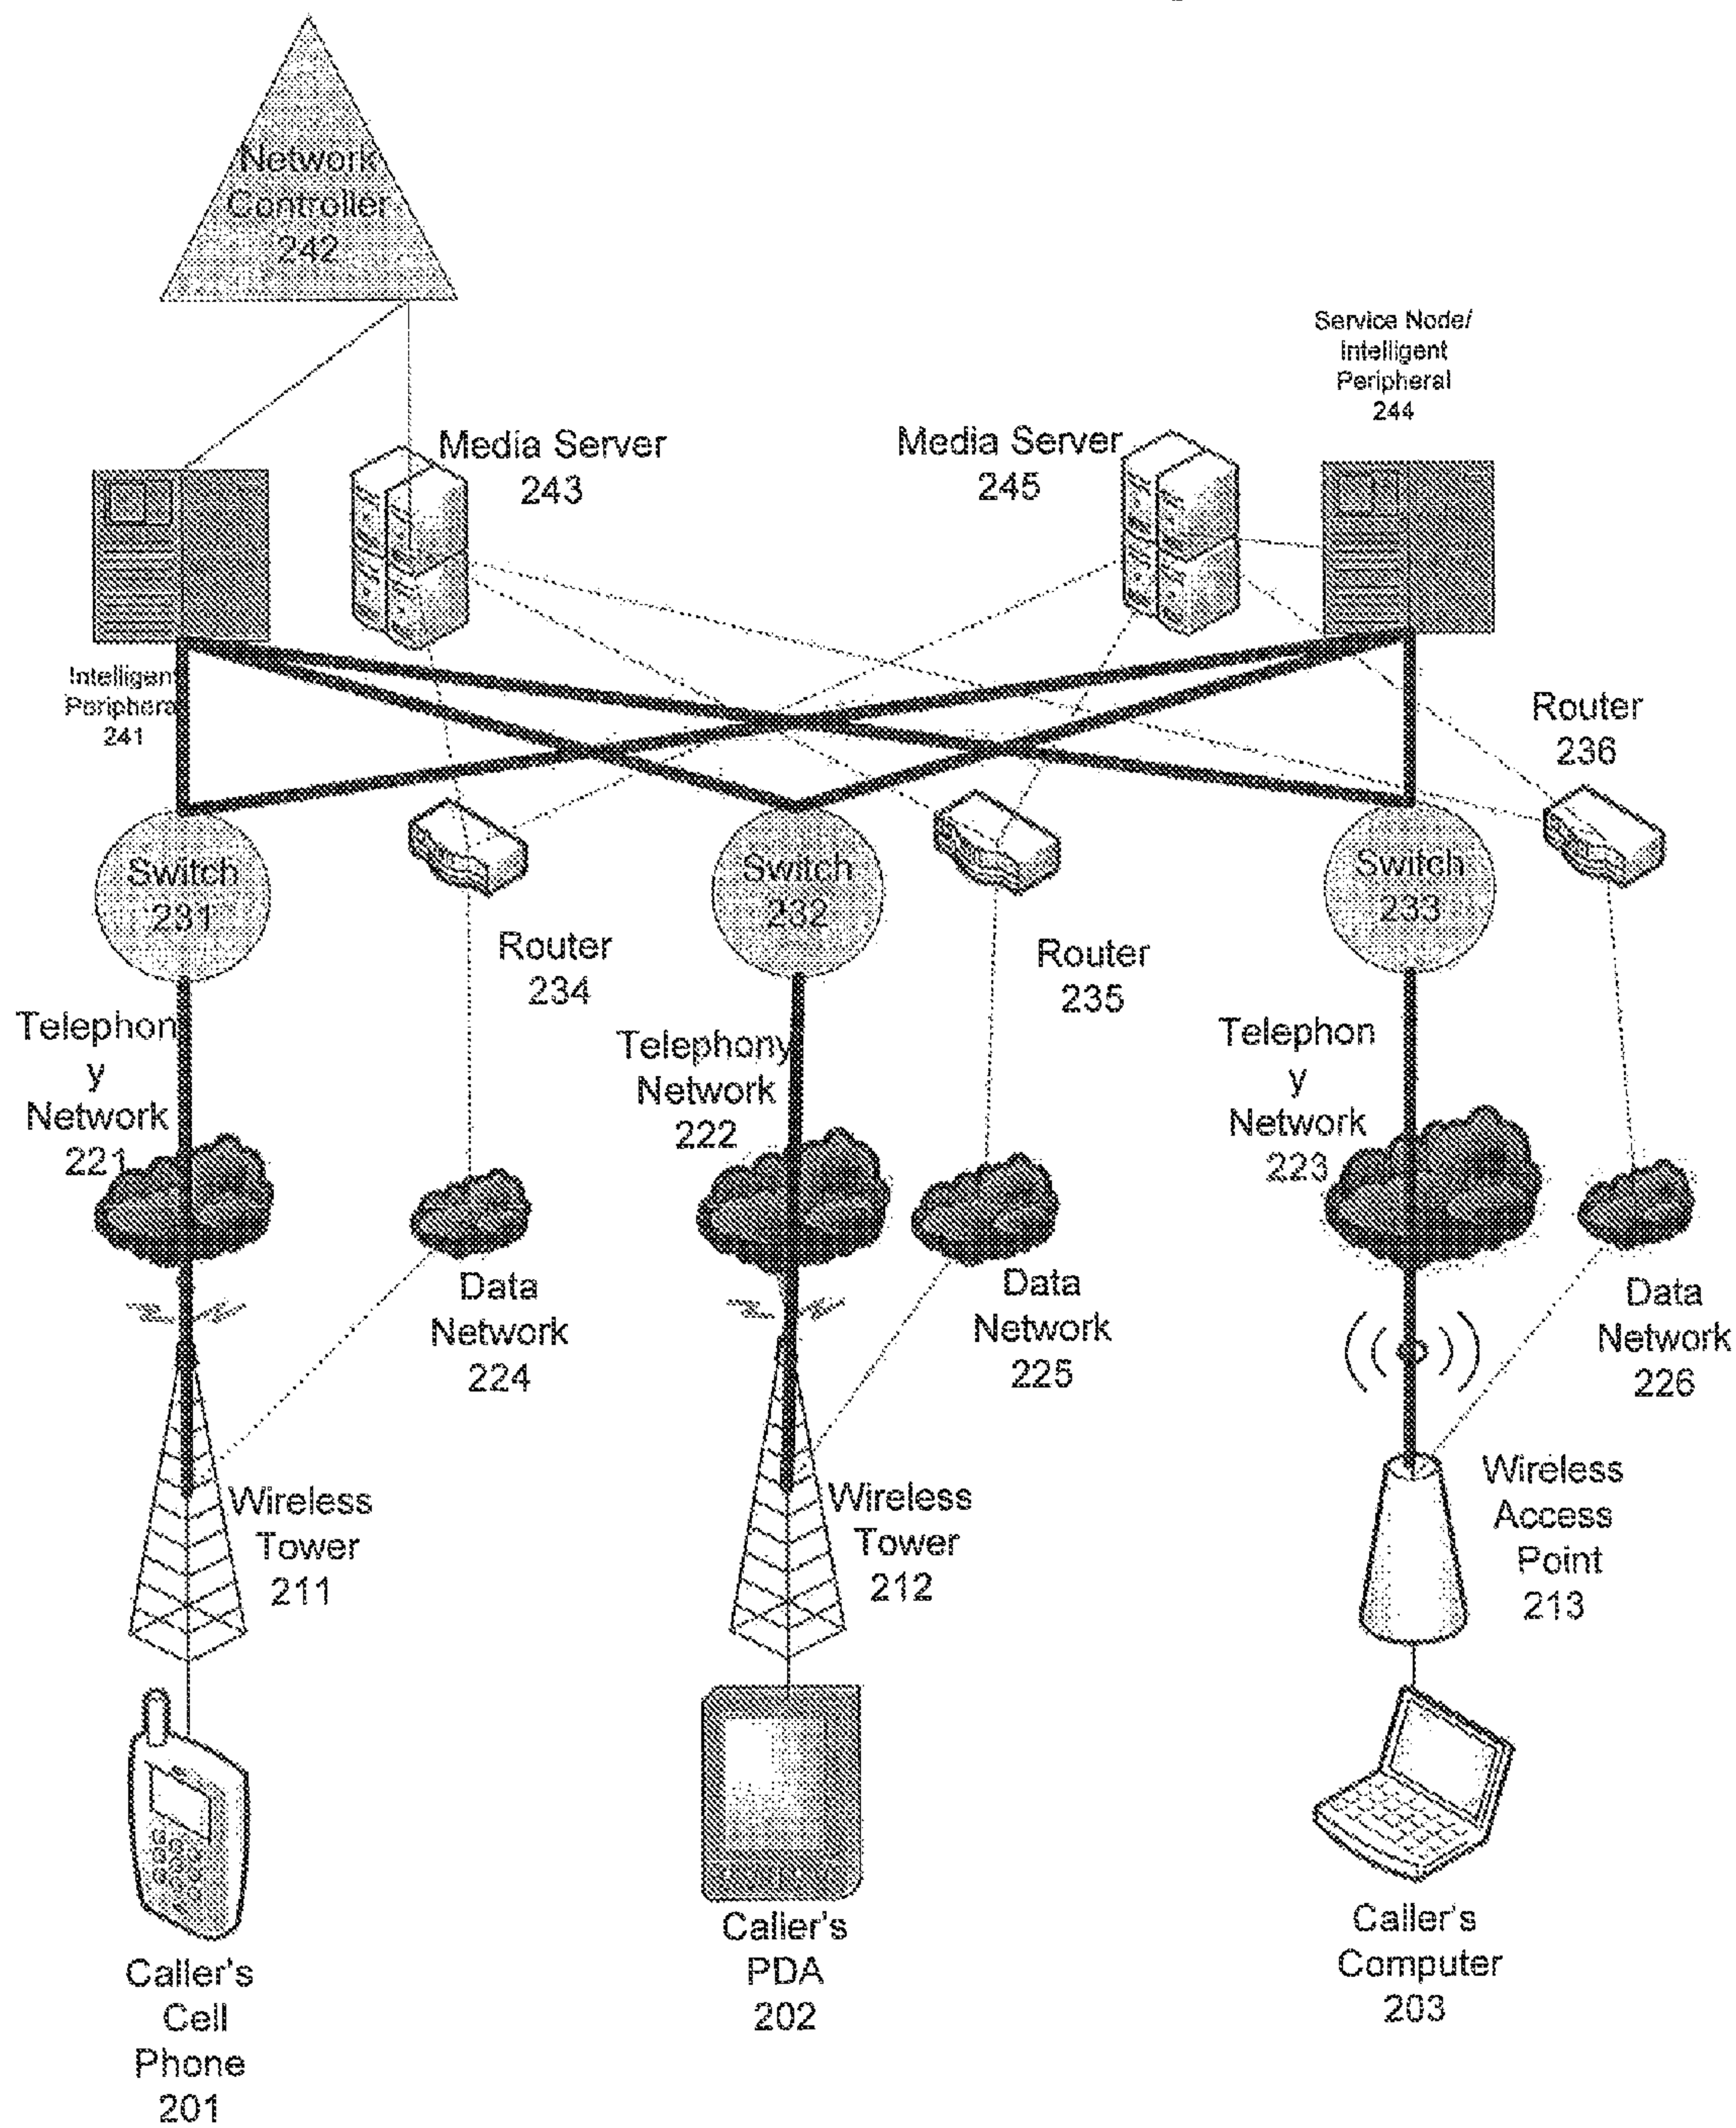 Network
Controller
242
Service Node/
Intelligent
Peripheral
244
Media Server
243
Media Server
245
Intelligent
Periphera
241
Router
236
Switch
231
Switch
232
Switch
233
Router
234
Router
235
Telephon
y
Network
221
Telephony
Network
222
Telephon
y
Network
223
Data
Network
224
Data
Network
225
Data
Network
226
Wireless
Tower
211
Wireless
Tower
212
Wireless
Access
Point
213
Caller's
Cell
Phone
201
Caller's
PDA
202
Caller's
Computer
203